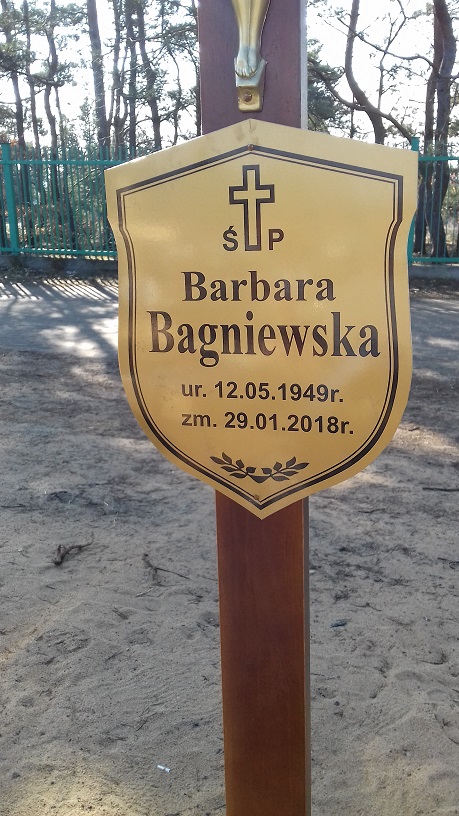 ŚP
Barbara
Bagniewska
ur. 12.05.1949r.
zm. 29.01.2018r.